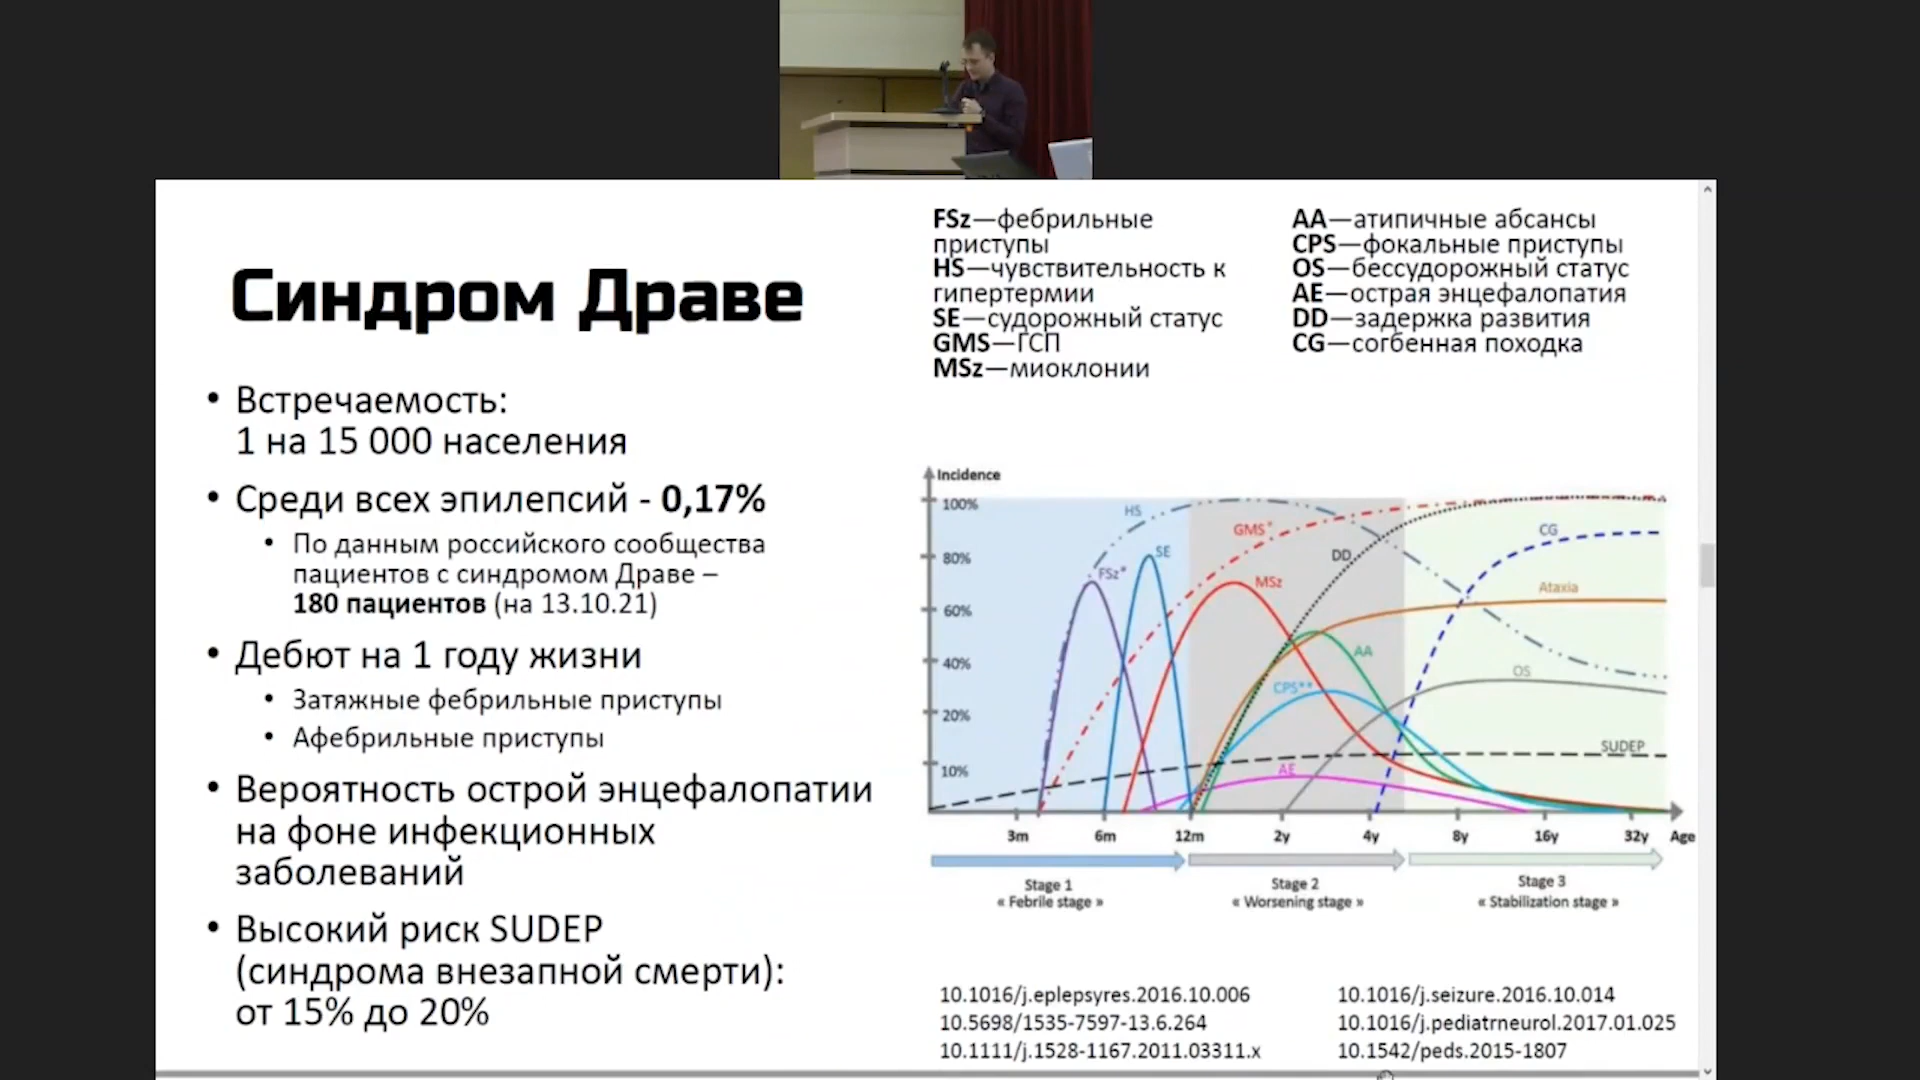 Синдром Драве
• Встречаемость:
1 на 15 000 населения
• Среди всех эпилепсий - 0,17%
• По данным российского сообщества
пациентов с синдромом Драве –
180 пациентов (на 13.10.21)
• Дебют на 1 году жизни
• Затяжные фебрильные приступы
• Афебрильные приступы
• Вероятность острой энцефалопатии
на фоне инфекционных
заболеваний
• Высокий риск SUDEP
(синдрома внезапной смерти):
от 15% до 20%
FSz—фебрильные
приступы
HS—чувствительность к
гипертермии
SE—судорожный статус
GMS—ГСП
MSz—миоклонии
AA—атипичные абсансы
CPS—фокальные приступы
OS—бессудорожный статус
AE—острая энцефалопатия
DD—задержка развития
CG—согбенная походка
Incidence
100%
80%
60%
40%
20%
10%
HS
SE
FSz*
GMS*
DD
MSz
CG
Ataxia
AA
OS
CPS**
SUDEP
AE
3m 6m 12m 2y 4y 8y 16y 32y Age
Stage 1
« Febrile stage »
Stage 2
« Worsening stage »
Stage 3
« Stabilization stage »
10.1016/j.eplepsyres.2016.10.006
10.5698/1535-7597-13.6.264
10.1111/j.1528-1167.2011.03311.x
10.1016/j.seizure.2016.10.014
10.1016/j.pediatrneurol.2017.01.025
10.1542/peds.2015-1807